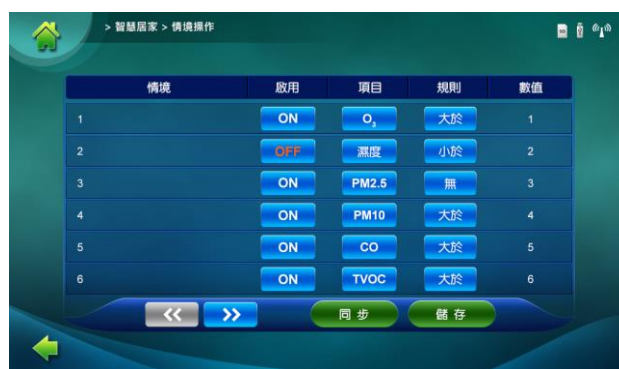 > 智慧居家 > 情境操作
情境 啟用 項目 規則 數值
1 ON O₃ 大於 1
2 OFF 濕度 小於 2
3 ON PM2.5 無 3
4 ON PM10 大於 4
5 ON CO 大於 5
6 ON TVOC 大於 6
<< >> 同步 儲存